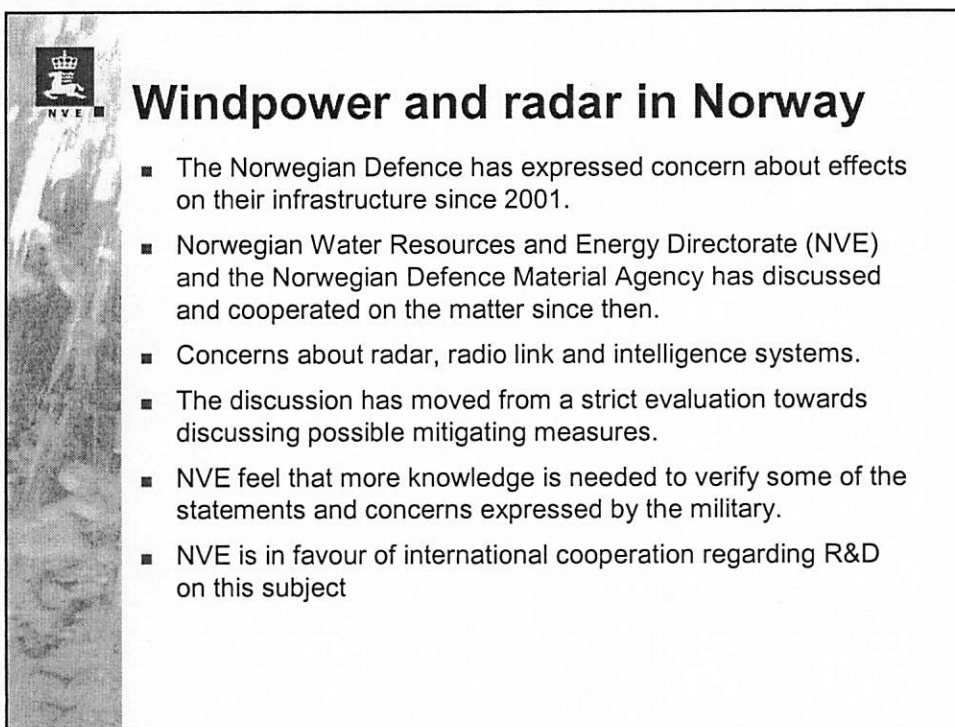 NVE
Windpower and radar in Norway
■ The Norwegian Defence has expressed concern about effects
on their infrastructure since 2001.
■ Norwegian Water Resources and Energy Directorate (NVE)
and the Norwegian Defence Material Agency has discussed
and cooperated on the matter since then.
■ Concerns about radar, radio link and intelligence systems.
■ The discussion has moved from a strict evaluation towards
discussing possible mitigating measures.
■ NVE feel that more knowledge is needed to verify some of the
statements and concerns expressed by the military.
■ NVE is in favour of international cooperation regarding R&D
on this subject